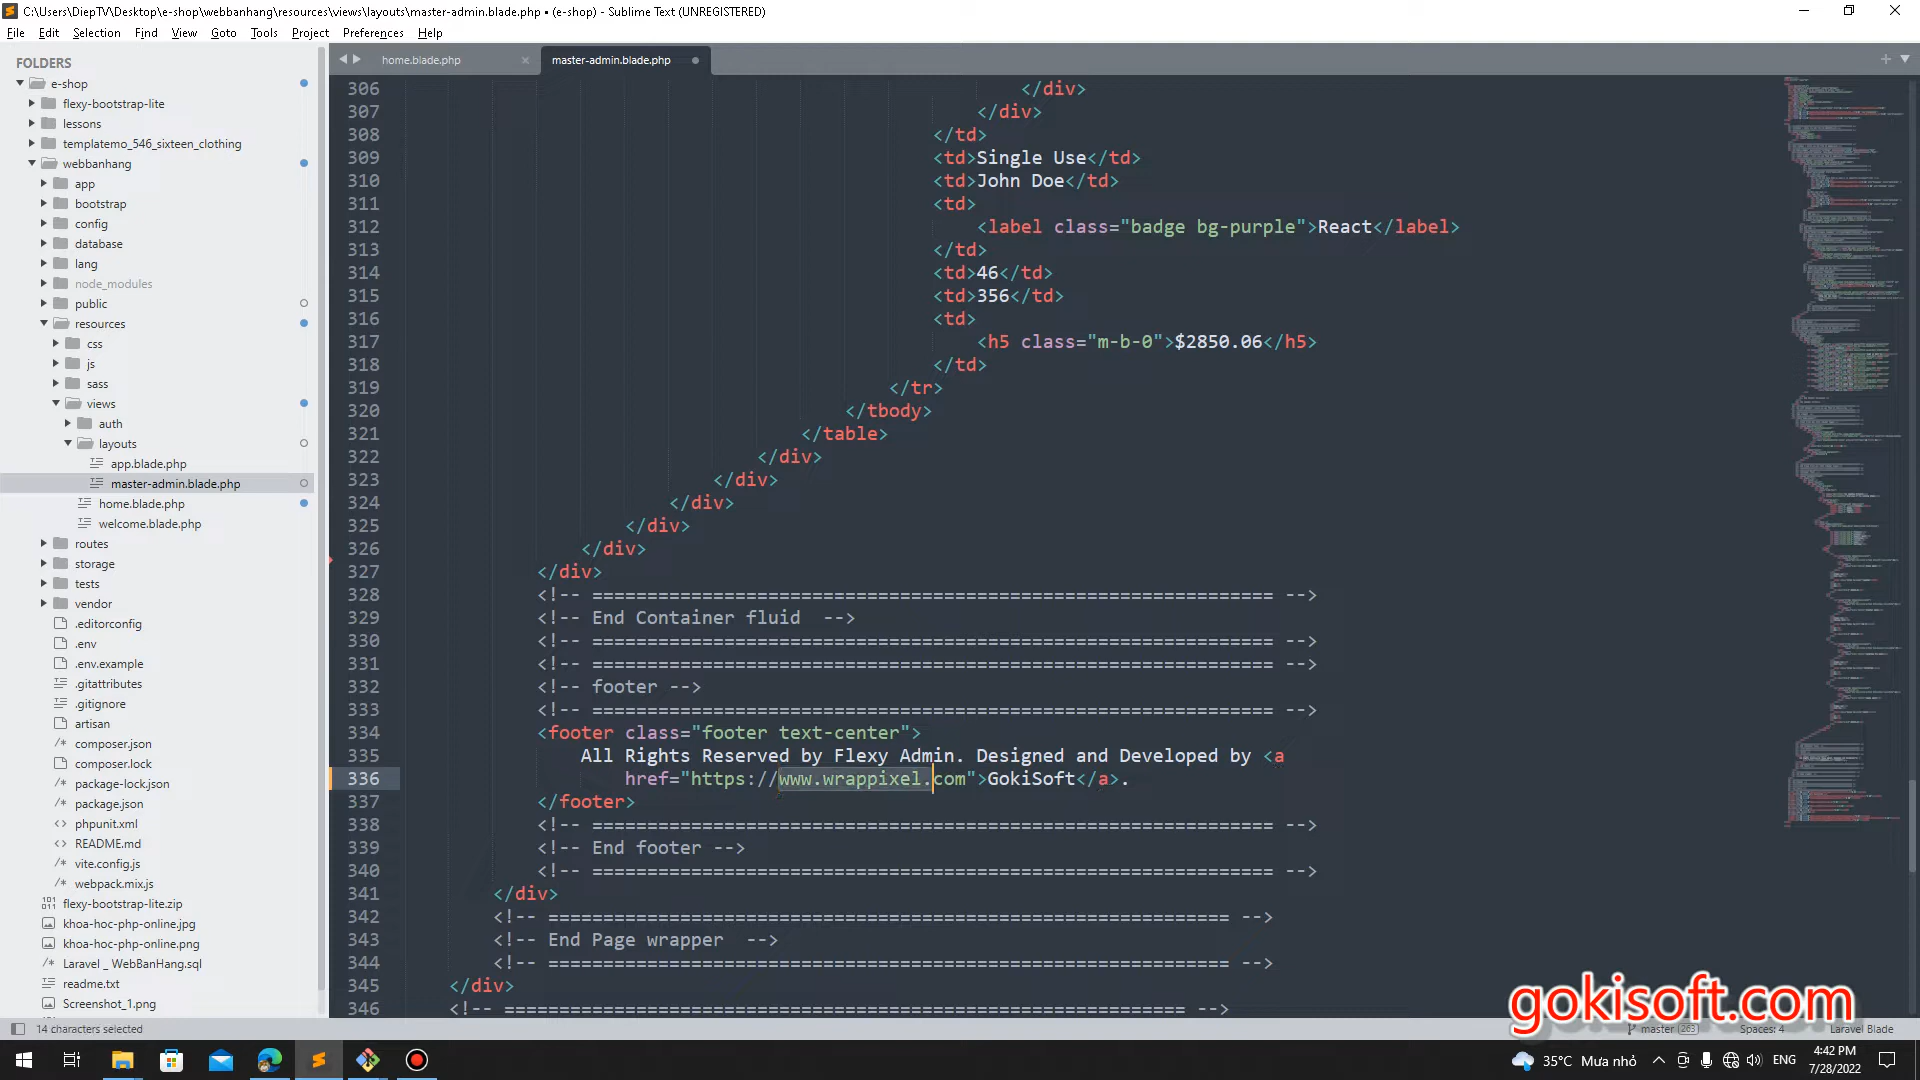 C:\Users\DiepTV\Desktop\e-shop\webbanhang\resources\views\layouts\master-admin.blade.php • (e-shop) - Sublime Text (UNREGISTERED)
File Edit Selection Find View Goto Tools Project Preferences Help
FOLDERS
e-shop
flexy-bootstrap-lite
lessons
templatemo_546_sixteen_clothing
webbanhang
app
bootstrap
config
database
lang
node_modules
public
resources
css
js
sass
views
auth
layouts
app.blade.php
master-admin.blade.php
home.blade.php
welcome.blade.php
routes
storage
tests
vendor
.editorconfig
.env
.env.example
.gitattributes
.gitignore
artisan
composer.json
composer.lock
package-lock.json
package.json
phpunit.xml
README.md
vite.config.js
webpack.mix.js
flexy-bootstrap-lite.zip
khoa-hoc-php-online.jpg
khoa-hoc-php-online.png
Laravel _ WebBanHang.sql
readme.txt
Screenshot_1.png
home.blade.php × master-admin.blade.php •
306 </div>
307 </div>
308 </td>
309 <td>Single Use</td>
310 <td>John Doe</td>
311 <td>
312 <label class="badge bg-purple">React</label>
313 </td>
314 <td>46</td>
315 <td>356</td>
316 <td>
317 <h5 class="m-b-0">$2850.06</h5>
318 </td>
319 </tr>
320 </tbody>
321 </table>
322 </div>
323 </div>
324 </div>
325 </div>
326 </div>
327 </div>
328 <!-- ============================================================== -->
329 <!-- End Container fluid  -->
330 <!-- ============================================================== -->
331 <!-- ============================================================== -->
332 <!-- footer -->
333 <!-- ============================================================== -->
334 <footer class="footer text-center">
335 All Rights Reserved by Flexy Admin. Designed and Developed by <a
336 href="https://www.wrappixel.com">GokiSoft</a>.
337 </footer>
338 <!-- ============================================================== -->
339 <!-- End footer -->
340 <!-- ============================================================== -->
341 </div>
342 <!-- ============================================================== -->
343 <!-- End Page wrapper  -->
344 <!-- ============================================================== -->
345 </div>
346 <!-- ============================================================== -->
gokisoft.com
14 characters selected
master 263 Spaces: 4 Laravel Blade
35°C Mưa nhỏ ENG 4:42 PM
7/28/2022